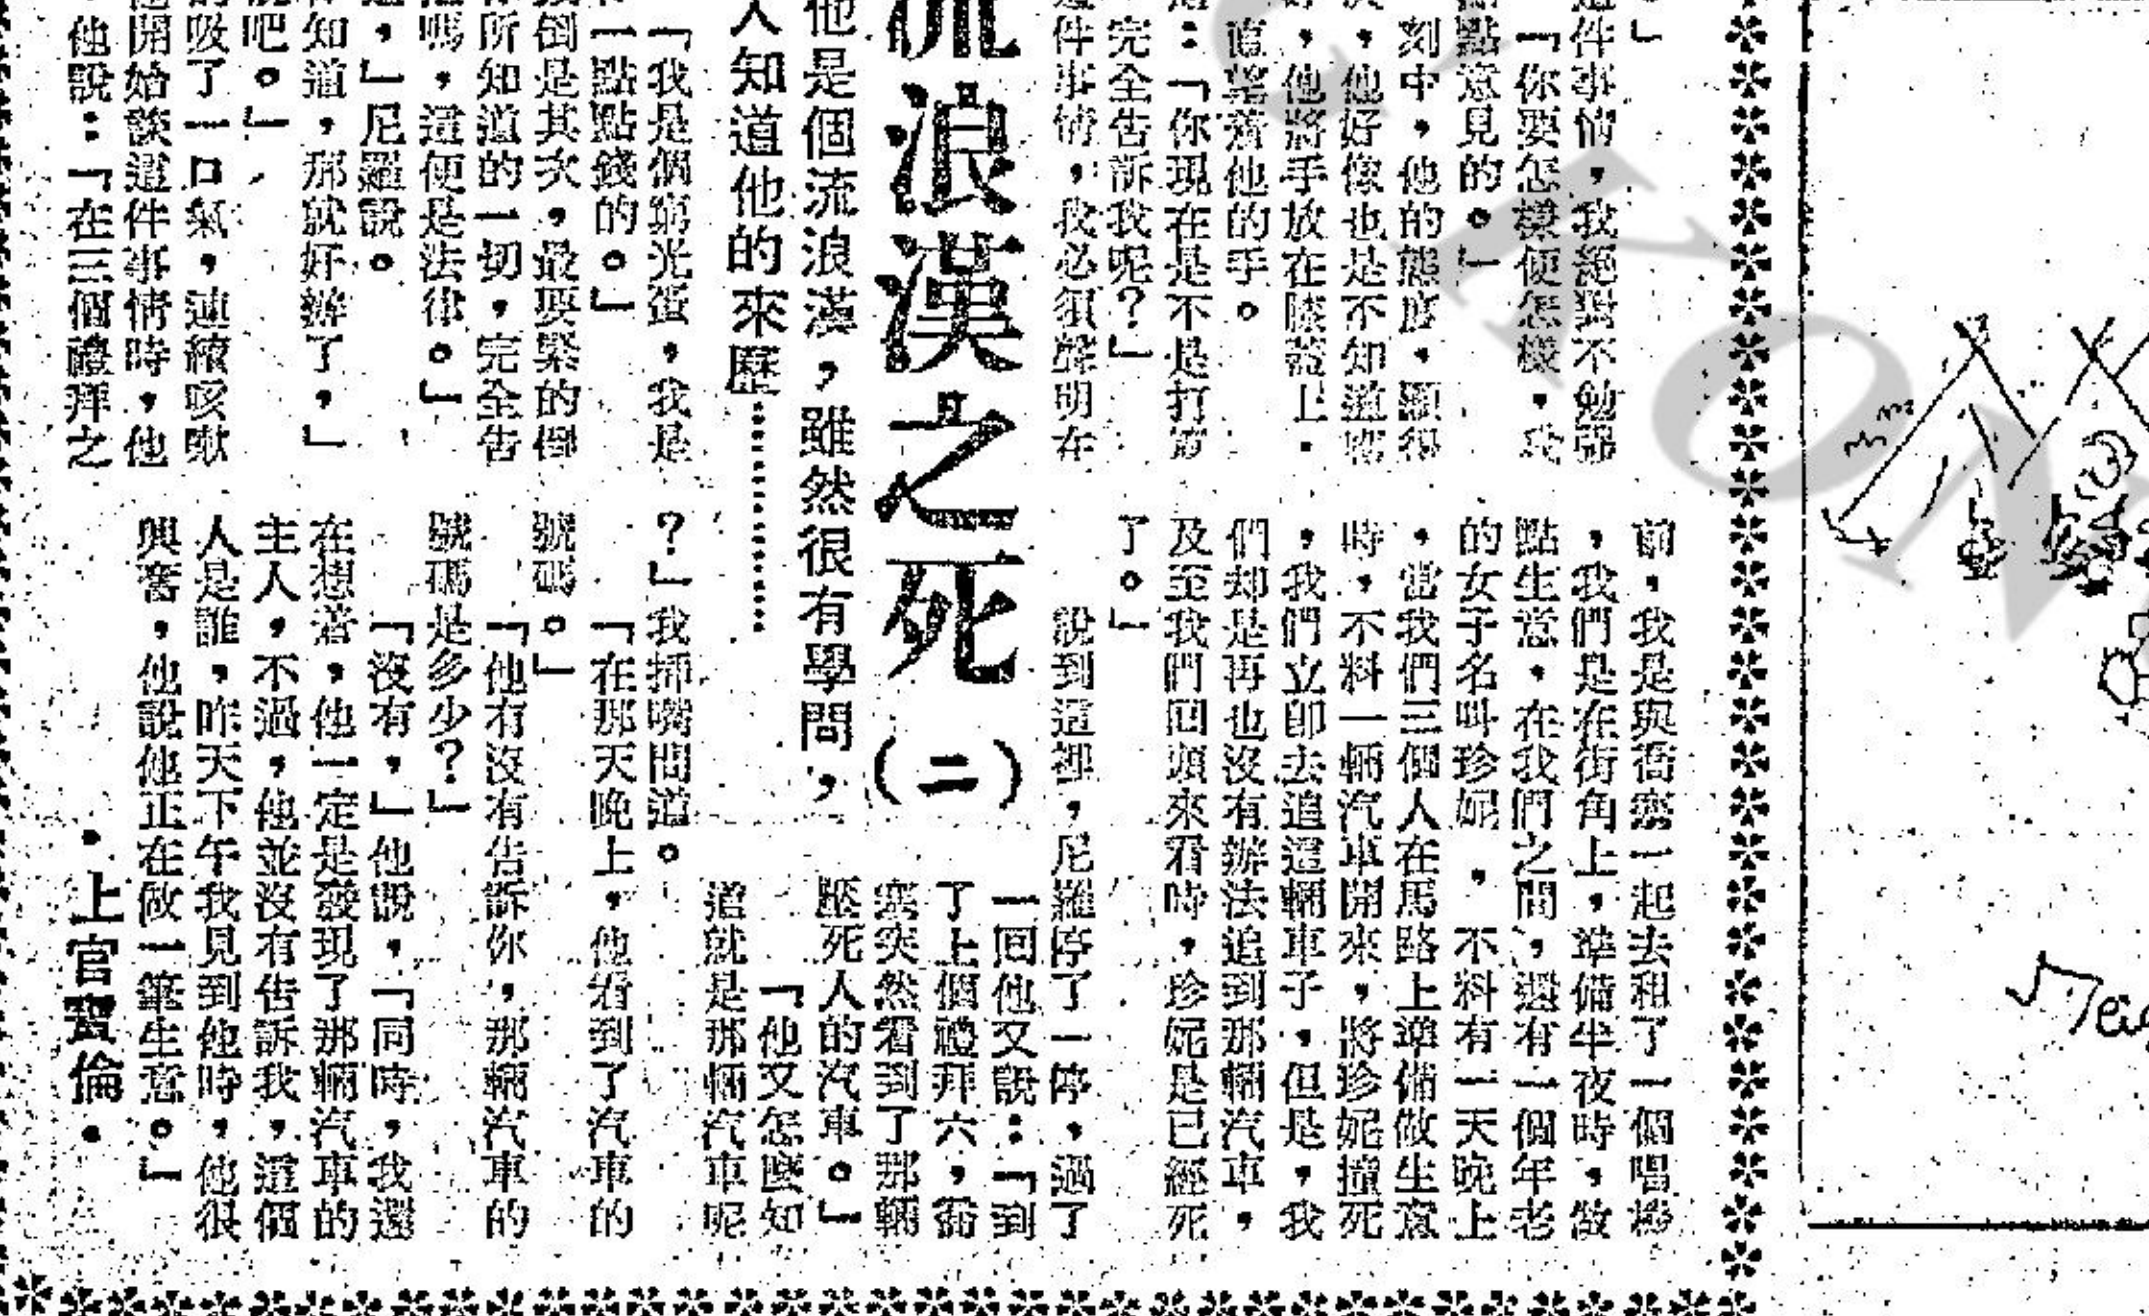 流浪漢之死(二)
他是個流浪漢,雖然很有學問,
人知道他的來歷…………
」
這件事情,我絕對不勉強
「你要怎樣便怎樣,我
點意見的。」
刻中,他的態度,顯得
,他好像也是不知道
,他將手放在膝蓋上,
直望着他的手。
:「你現在是不是打算
完全告訴我呢?」
這件事情,我必須聲明在
「我是個窮光蛋,我是
一點點錢的。」
倒是其次,最要緊的倒
所知道的一切,完全告
嗎,這便是法律。」
,」尼羅說。
知道,那就好辦了,」
吧。」
吸了一口氣,連續咳嗽
開始談這件事情時,他
他說:「在三個禮拜之
前,我是與喬塞一起去租了一個唱機
,我們是在街角上,準備半夜時,做
點生意,在我們之間,還有一個年老
的女子名叫珍妮,不料有一天晚上
,當我們三個人在馬路上準備做生意
時,不料一輛汽車開來,將珍妮撞死
,我們立即去追這輛車子,但是,我
們却是再也沒有辦法追到那輛汽車,
及至我們回頭來看時,珍妮是已經死
了。」
說到這裡,尼羅停了一停,過了
一回他又說:「到
了上個禮拜六,喬
塞突然看到了那輛
壓死人的汽車。」
「他又怎麼知
道就是那輛汽車呢
?」我插嘴問道。
「在那天晚上,他看到了汽車的
號碼。」
「他有沒有告訴你,那輛汽車的
號碼是多少?」
「沒有,」他說,「同時,我還
在想着,他一定是發現了那輛汽車的
主人,不過,他並沒有告訴我,這個
人是誰,昨天下午我見到他時,他很
興奮,他說他正在做一筆生意。」
·上官寶倫·